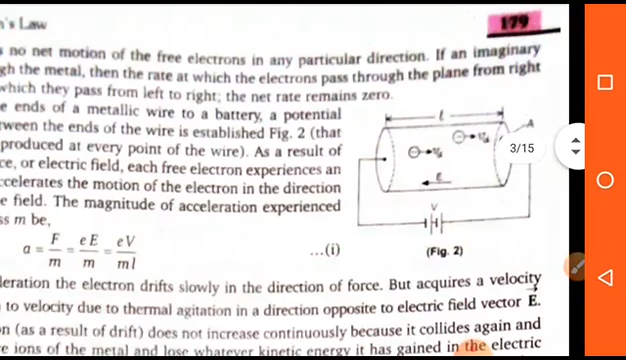 's Law
179
no net motion of the free electrons in any particular direction. If an imaginary
gh the metal, then the rate at which the electrons pass through the plane from right
which they pass from left to right; the net rate remains zero.
e ends of a metallic wire to a battery, a potential
tween the ends of the wire is established Fig. 2 (that
produced at every point of the wire). As a result of
ce, or electric field, each free electron experiences an
ccelerates the motion of the electron in the direction
e field. The magnitude of acceleration experienced
ss m be,
a = F/m = e E/m = eV/ml ...(i)
l
A
E
V
(Fig. 2)
3/15
leration the electron drifts slowly in the direction of force. But acquires a velocity
to velocity due to thermal agitation in a direction opposite to electric field vector E⃗.
on (as a result of drift) does not increase continuously because it collides again and
e ions of the metal and lose whatever kinetic energy it has gained in the electric